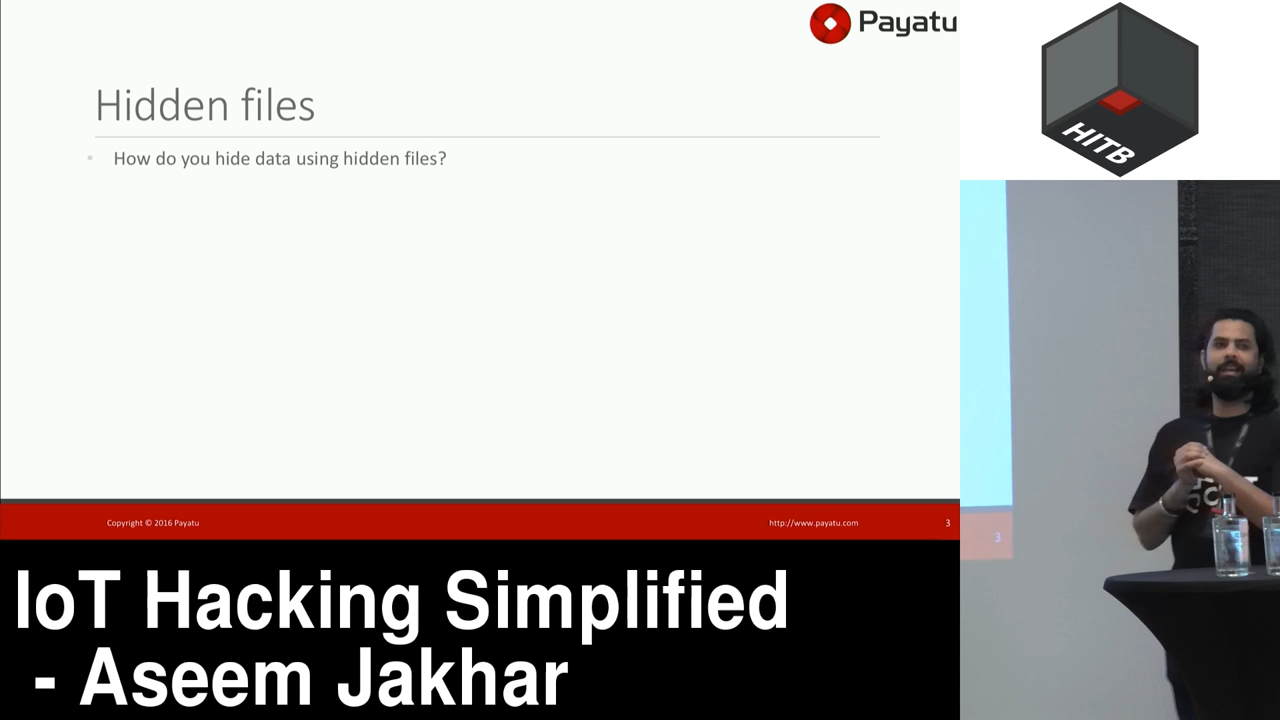 Payatu
HITB
Hidden files
• How do you hide data using hidden files?
Copyright © 2016 Payatu
http://www.payatu.com
3
3
IoT Hacking Simplified
- Aseem Jakhar